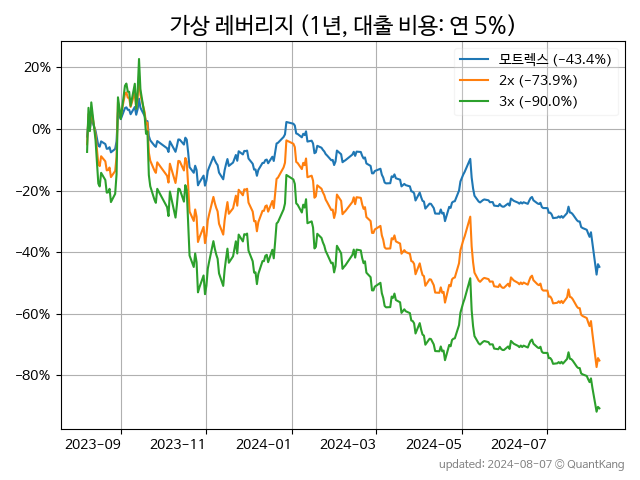 가상 레버리지 (1년, 대출 비용: 연 5%)
모트렉스 (−43.4%)
2x (−73.9%)
3x (−90.0%)
20%
0%
−20%
−40%
−60%
−80%
2023-09 2023-11 2024-01 2024-03 2024-05 2024-07
updated: 2024-08-07 © QuantKang